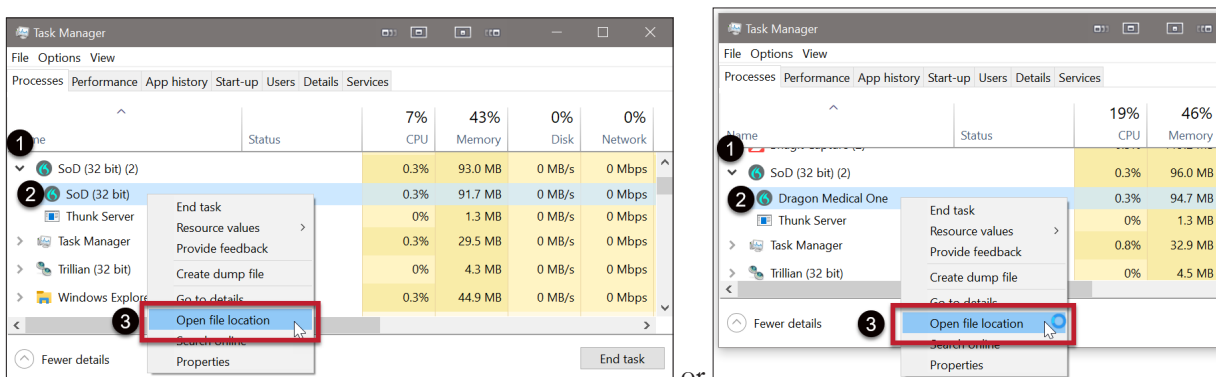 Task Manager
File Options View
Processes Performance App history Start-up Users Details Services
7% 43% 0% 0%
Status CPU Memory Disk Network
1
SoD (32 bit) (2) 0.3% 93.0 MB 0 MB/s 0 Mbps
2 SoD (32 bit) 0.3% 91.7 MB 0 MB/s 0 Mbps
Thunk Server 0% 1.3 MB 0 MB/s 0 Mbps
Task Manager 0.3% 29.5 MB 0 MB/s 0 Mbps
Trillian (32 bit) 0% 4.3 MB 0 MB/s 0 Mbps
Windows Explore 0.3% 44.9 MB 0 MB/s 0 Mbps
End task
Resource values
Provide feedback
Create dump file
Go to details
3 Open file location
Search online
Properties
Fewer details End task
or
Task Manager
File Options View
Processes Performance App history Start-up Users Details Services
19% 46%
Name Status CPU Memory
1
SoD (32 bit) (2) 0.3% 96.0 MB
2 Dragon Medical One 0.3% 94.7 MB
Thunk Server 0% 1.3 MB
Task Manager 0.8% 32.9 MB
Trillian (32 bit) 0% 4.5 MB
End task
Resource values
Provide feedback
Create dump file
Go to details
3 Open file location
Search online
Properties
Fewer details